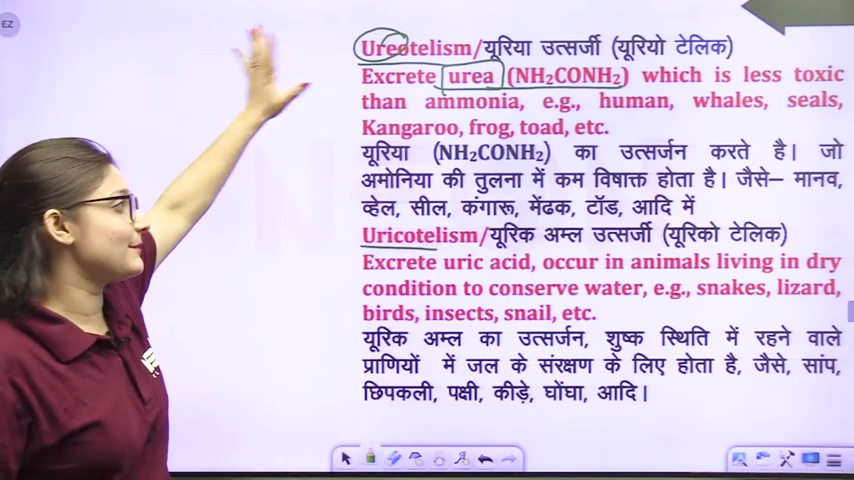 EZ
Ureotelism/यूरिया उत्सर्जी (यूरियो टेलिक)
Excrete urea (NH₂CONH₂) which is less toxic
than ammonia, e.g., human, whales, seals,
Kangaroo, frog, toad, etc.
यूरिया (NH₂CONH₂) का उत्सर्जन करते है। जो
अमोनिया की तुलना में कम विषाक्त होता है। जैसे– मानव,
व्हेल, सील, कंगारू, मेंढक, टॉड, आदि में
Uricotelism/यूरिक अम्ल उत्सर्जी (यूरिको टेलिक)
Excrete uric acid, occur in animals living in dry
condition to conserve water, e.g., snakes, lizard,
birds, insects, snail, etc.
यूरिक अम्ल का उत्सर्जन, शुष्क स्थिति में रहने वाले
प्राणियों में जल के संरक्षण के लिए होता है, जैसे, सांप,
छिपकली, पक्षी, कीड़े, घोंघा, आदि।